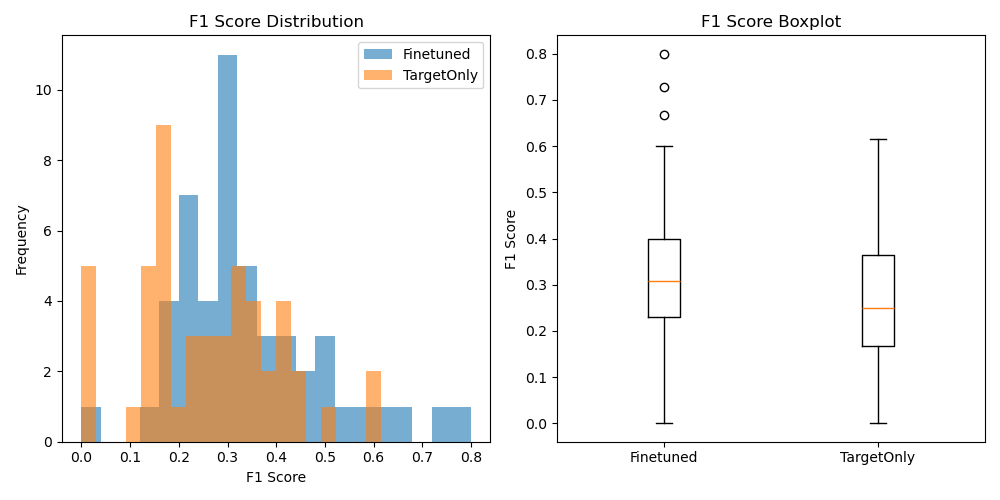 F1 Score Distribution
Finetuned
TargetOnly
Frequency
10
8
6
4
2
0
0.0 0.1 0.2 0.3 0.4 0.5 0.6 0.7 0.8
F1 Score
F1 Score Boxplot
F1 Score
0.8
0.7
0.6
0.5
0.4
0.3
0.2
0.1
0.0
Finetuned TargetOnly